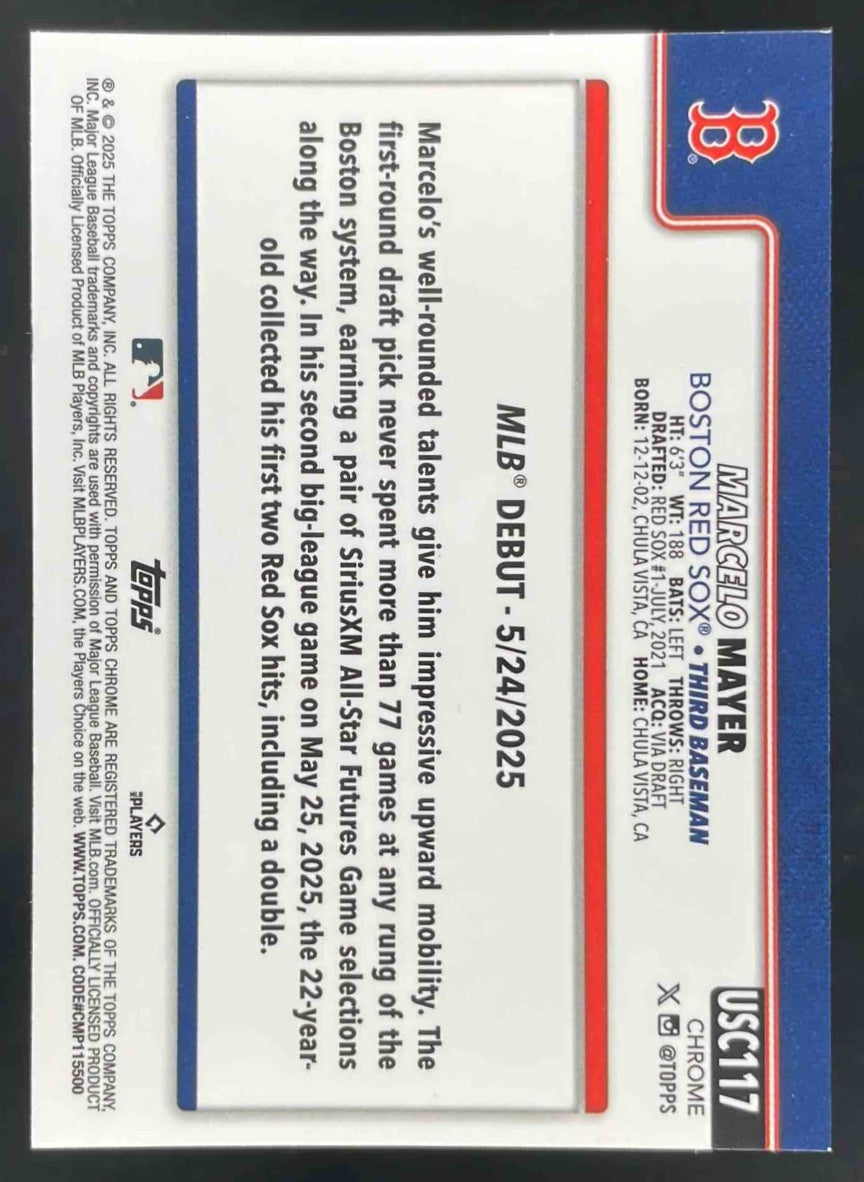 B®
USC117
MARCELO MAYER
CHROME
BOSTON RED SOX® • THIRD BASEMAN
X @TOPPS
HT: 6'3" WT: 188 BATS: LEFT THROWS: RIGHT
DRAFTED: RED SOX #1-JULY, 2021 ACQ: VIA DRAFT
BORN: 12-12-02, CHULA VISTA, CA HOME: CHULA VISTA, CA
MLB® DEBUT - 5/24/2025
Marcelo's well-rounded talents give him impressive upward mobility. The
first-round draft pick never spent more than 77 games at any rung of the
Boston system, earning a pair of SiriusXM All-Star Futures Game selections
along the way. In his second big-league game on May 25, 2025, the 22-year-
old collected his first two Red Sox hits, including a double.
topps®
MLB PLAYERS
® & © 2025 THE TOPPS COMPANY, INC. ALL RIGHTS RESERVED. TOPPS AND TOPPS CHROME ARE REGISTERED TRADEMARKS OF THE TOPPS COMPANY,
INC. Major League Baseball trademarks and copyrights are used with permission of Major League Baseball. Visit MLB.com. OFFICIALLY LICENSED PRODUCT
OF MLB. Officially Licensed Product of MLB Players, Inc. Visit MLBPLAYERS.COM, the Players Choice on the web. WWW.TOPPS.COM. CODE#CMP115500